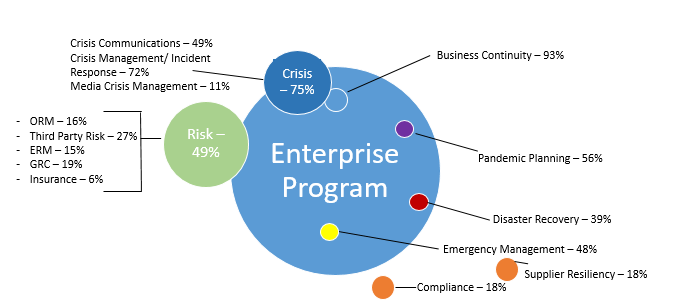 Crisis Communications – 49%
Crisis Management/ Incident
Response – 72%
Media Crisis Management – 11%
Crisis
– 75%
Business Continuity – 93%
- ORM – 16%
- Third Party Risk – 27%
- ERM – 15%
- GRC – 19%
- Insurance – 6%
Risk –
49%
Enterprise
Program
Pandemic Planning – 56%
Disaster Recovery – 39%
Emergency Management – 48%
Supplier Resiliency – 18%
Compliance – 18%